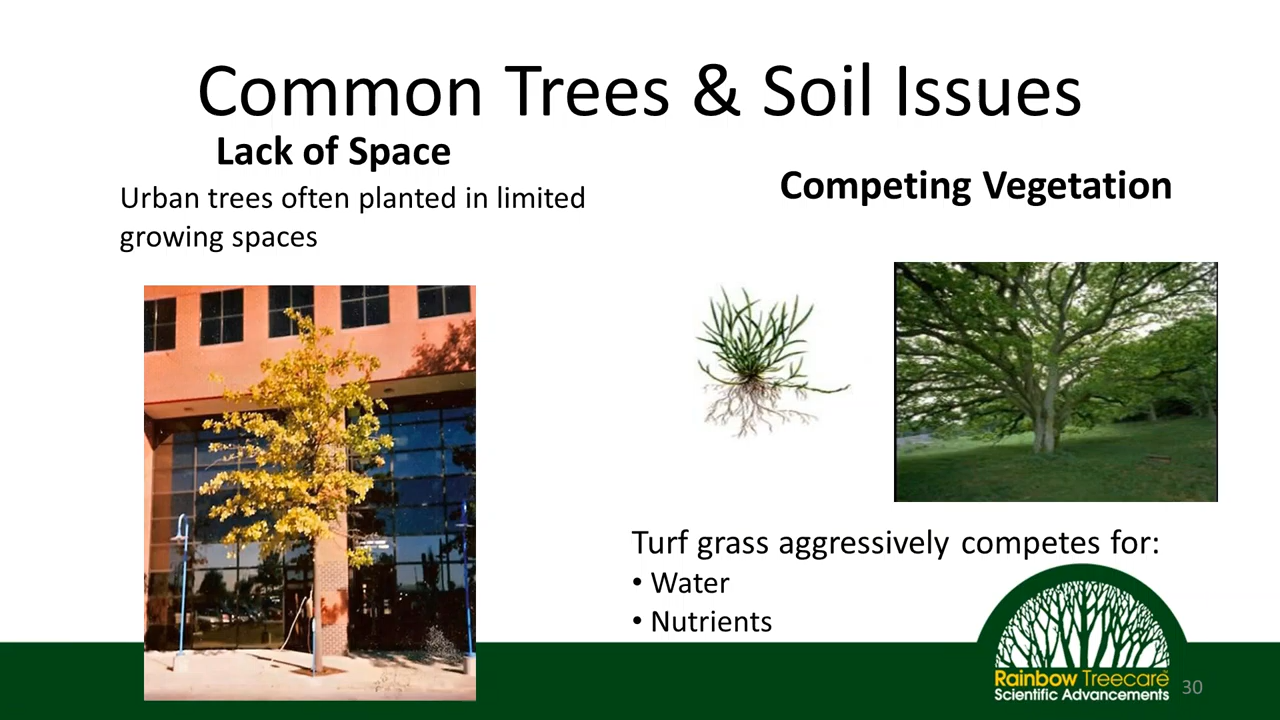 Common Trees & Soil Issues
Lack of Space
Urban trees often planted in limited
growing spaces
Competing Vegetation
Turf grass aggressively competes for:
• Water
• Nutrients
Rainbow Treecare
Scientific Advancements
30